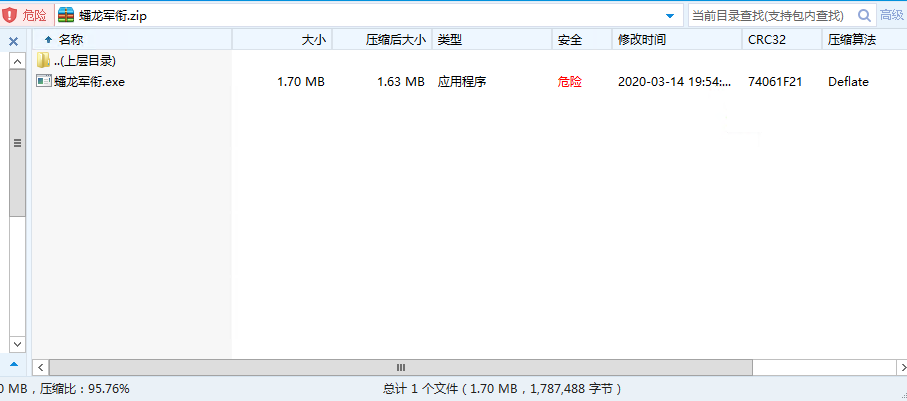 危险 蟠龙军衔.zip 当前目录查找(支持包内查找) 高级
名称 大小 压缩后大小 类型 安全 修改时间 CRC32 压缩算法
..(上层目录)
蟠龙军衔.exe 1.70 MB 1.63 MB 应用程序 危险 2020-03-14 19:54:... 74061F21 Deflate
0 MB，压缩比：95.76% 总计 1 个文件（1.70 MB，1,787,488 字节）